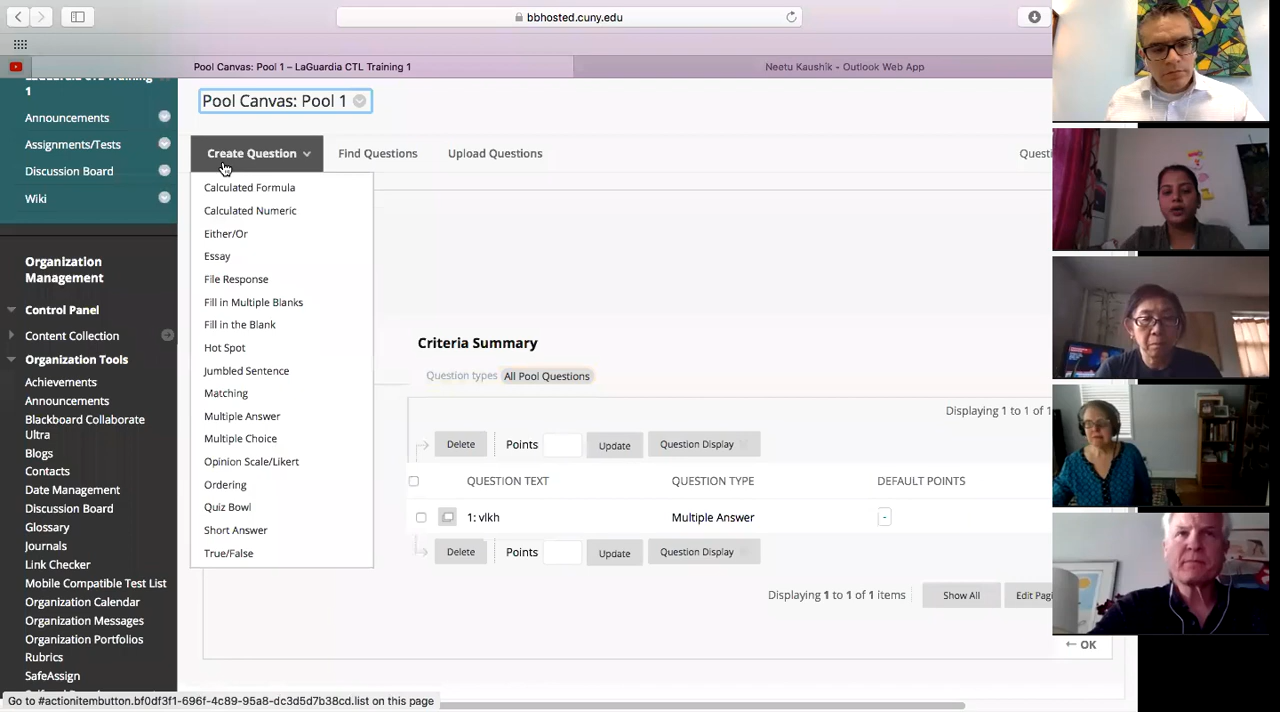 bbhosted.cuny.edu
Pool Canvas: Pool 1 – LaGuardia CTL Training 1
Neetu Kaushik - Outlook Web App
LaGuardia CTL Training
1
Announcements
Assignments/Tests
Discussion Board
Wiki
Organization
Management
Control Panel
Content Collection
Organization Tools
Achievements
Announcements
Blackboard Collaborate
Ultra
Blogs
Contacts
Date Management
Discussion Board
Glossary
Journals
Link Checker
Mobile Compatible Test List
Organization Calendar
Organization Messages
Organization Portfolios
Rubrics
SafeAssign
Pool Canvas: Pool 1
Create Question
Find Questions
Upload Questions
Calculated Formula
Calculated Numeric
Either/Or
Essay
File Response
Fill in Multiple Blanks
Fill in the Blank
Hot Spot
Jumbled Sentence
Matching
Multiple Answer
Multiple Choice
Opinion Scale/Likert
Ordering
Quiz Bowl
Short Answer
True/False
Criteria Summary
Question types All Pool Questions
Displaying 1 to 1 of 1
Delete Points Update Question Display
QUESTION TEXT QUESTION TYPE DEFAULT POINTS
1: vlkh Multiple Answer -
Delete Points Update Question Display
Displaying 1 to 1 of 1 items Show All
← OK
Go to #actionitembutton.bf0df3f1-696f-4c89-95a8-dc3d5d7b38cd.list on this page